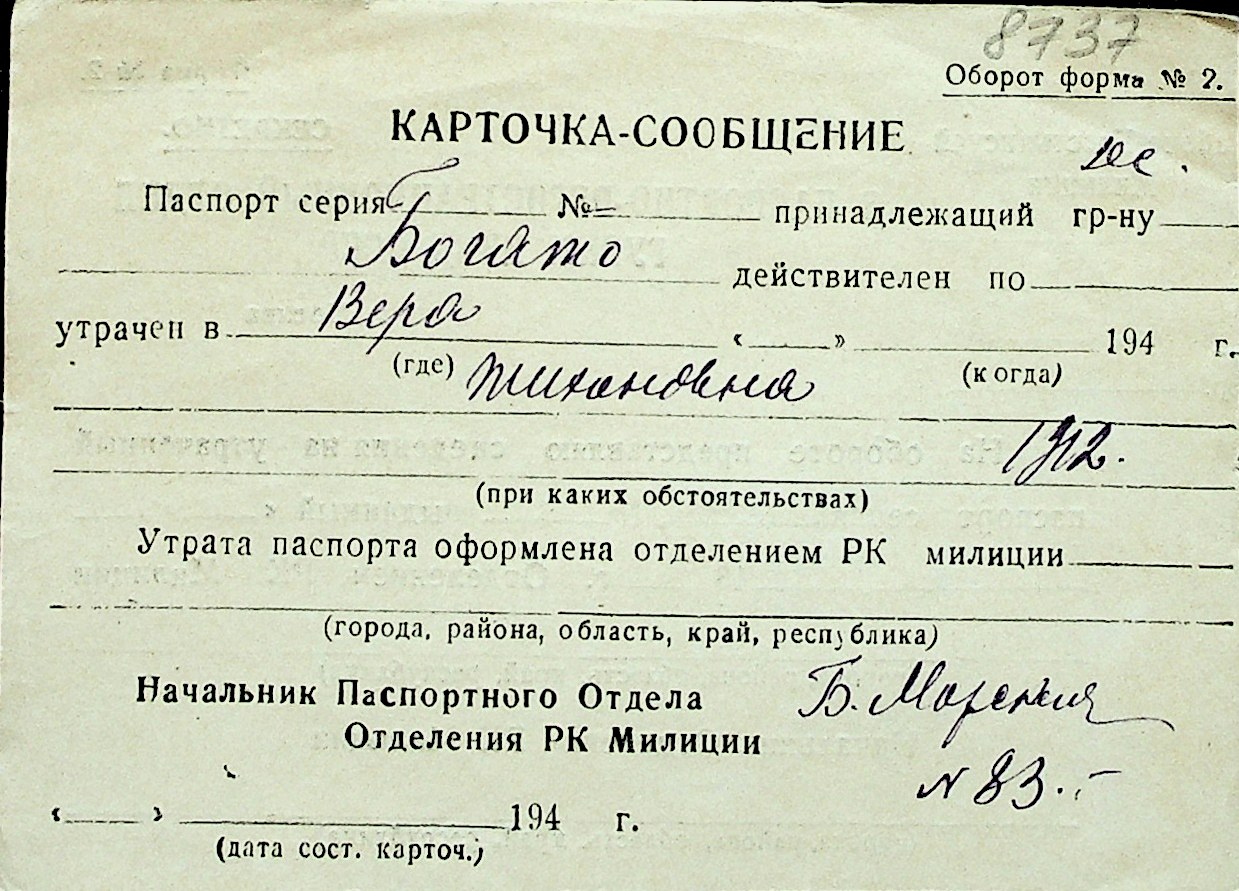 8737
Оборот форма № 2.
КАРТОЧКА-СООБЩЕНИЕ
Паспорт серия № принадлежащий гр-ну
Богато
действителен по
Вера
утрачен в « » 194 г.
(где) (когда)
тихановна
1912.
(при каких обстоятельствах)
Утрата паспорта оформлена отделением РК милиции
(города, района, область, край, республика)
Начальник Паспортного Отдела Б. Морская
Отделения РК Милиции
N 83.-
« » 194 г.
(дата сост. карточ.)